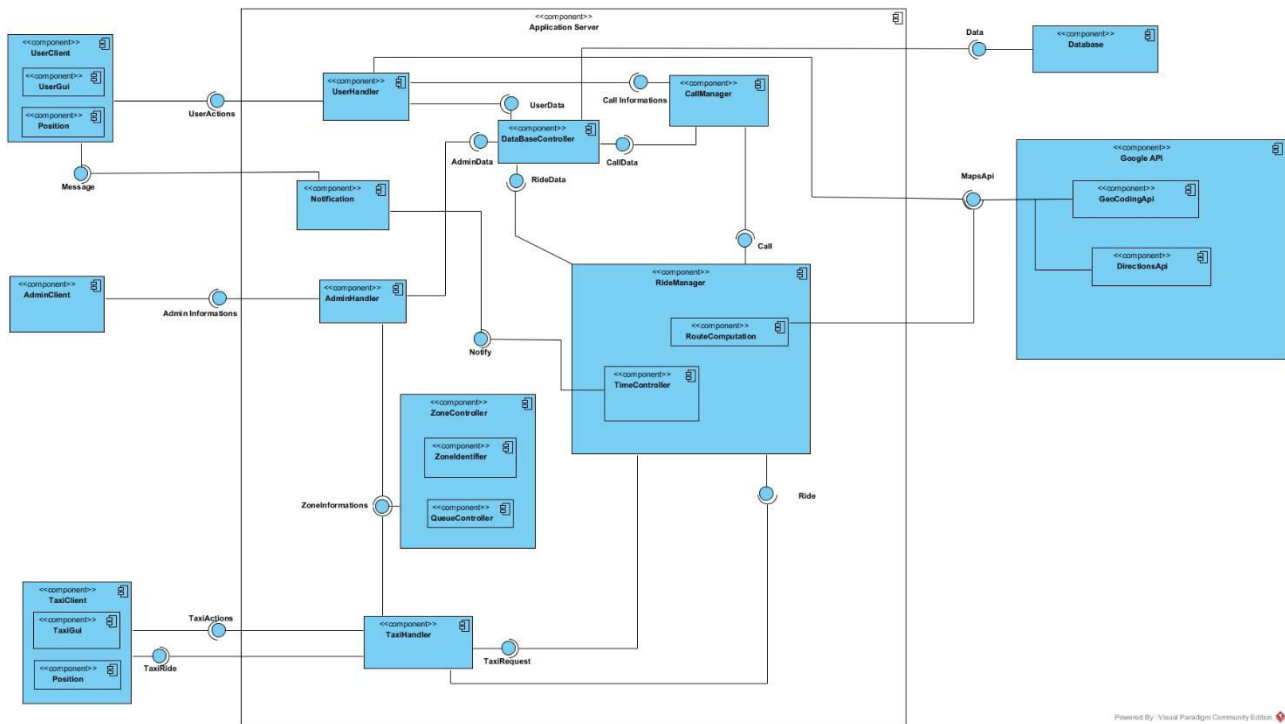 <<component>>
Application Server
<<component>>
UserClient
<<component>>
UserGui
<<component>>
Position
UserActions
<<component>>
UserHandler
Call Informations
<<component>>
CallManager
Data
<<component>>
Database
UserData
<<component>>
DataBaseController
AdminData
CallData
RideData
Message
<<component>>
Notification
MapsApi
<<component>>
Google API
<<component>>
GeoCodingApi
<<component>>
DirectionsApi
Call
<<component>>
AdminClient
Admin Informations
<<component>>
AdminHandler
Notify
<<component>>
RideManager
<<component>>
RouteComputation
<<component>>
TimeController
<<component>>
ZoneController
<<component>>
ZoneIdentifier
<<component>>
QueueController
ZoneInformations
Ride
<<component>>
TaxiClient
<<component>>
TaxiGui
<<component>>
Position
TaxiActions
TaxiRide
<<component>>
TaxiHandler
TaxiRequest
Powered By Visual Paradigm Community Edition